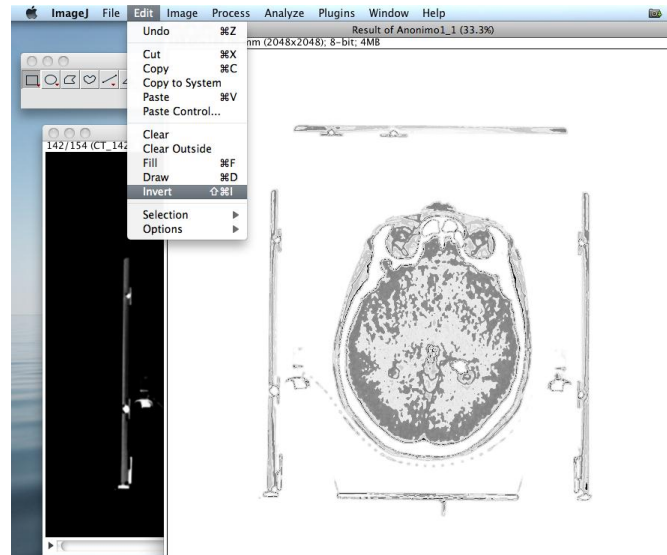 ImageJ File Edit Image Process Analyze Plugins Window Help
Result of Anonimo1_1 (33.3%)
mm (2048x2048); 8-bit; 4MB
Undo ⌘Z
Cut ⌘X
Copy ⌘C
Copy to System
Paste ⌘V
Paste Control...
Clear
Clear Outside
Fill ⌘F
Draw ⌘D
Invert ⇧⌘I
Selection
Options
142/154 (CT_142